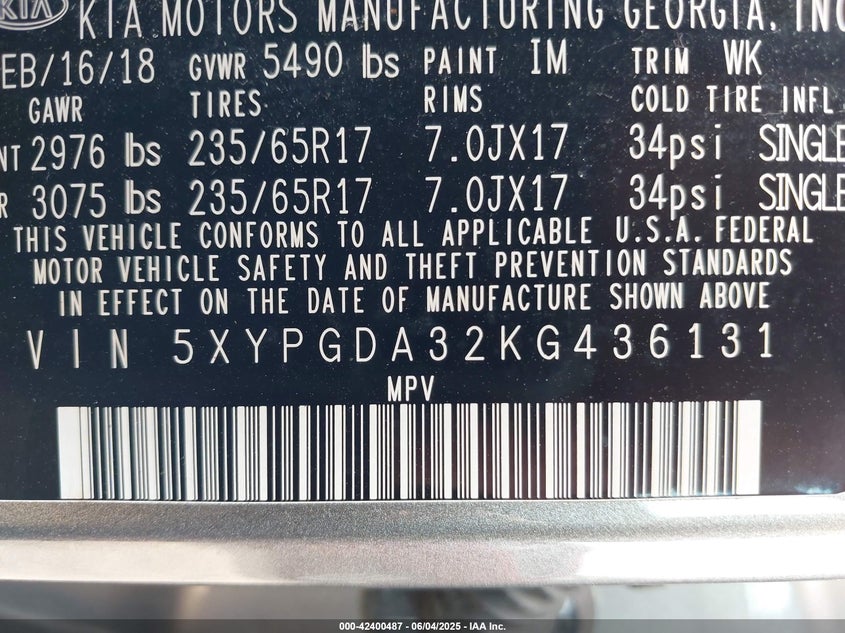 KIA KIA MOTORS MANUFACTURING GEORGIA, INC
EB/16/18 GVWR 5490 lbs PAINT IM TRIM WK
GAWR TIRES RIMS COLD TIRE INFL.
NT 2976 lbs 235/65R17 7.0JX17 34psi SINGLE
R 3075 lbs 235/65R17 7.0JX17 34psi SINGLE
THIS VEHICLE CONFORMS TO ALL APPLICABLE U.S.A. FEDERAL
MOTOR VEHICLE SAFETY AND THEFT PREVENTION STANDARDS
IN EFFECT ON THE DATE OF MANUFACTURE SHOWN ABOVE
VIN 5XYPGDA32KG436131
MPV
000-42400487 - 06/04/2025 - IAA Inc.